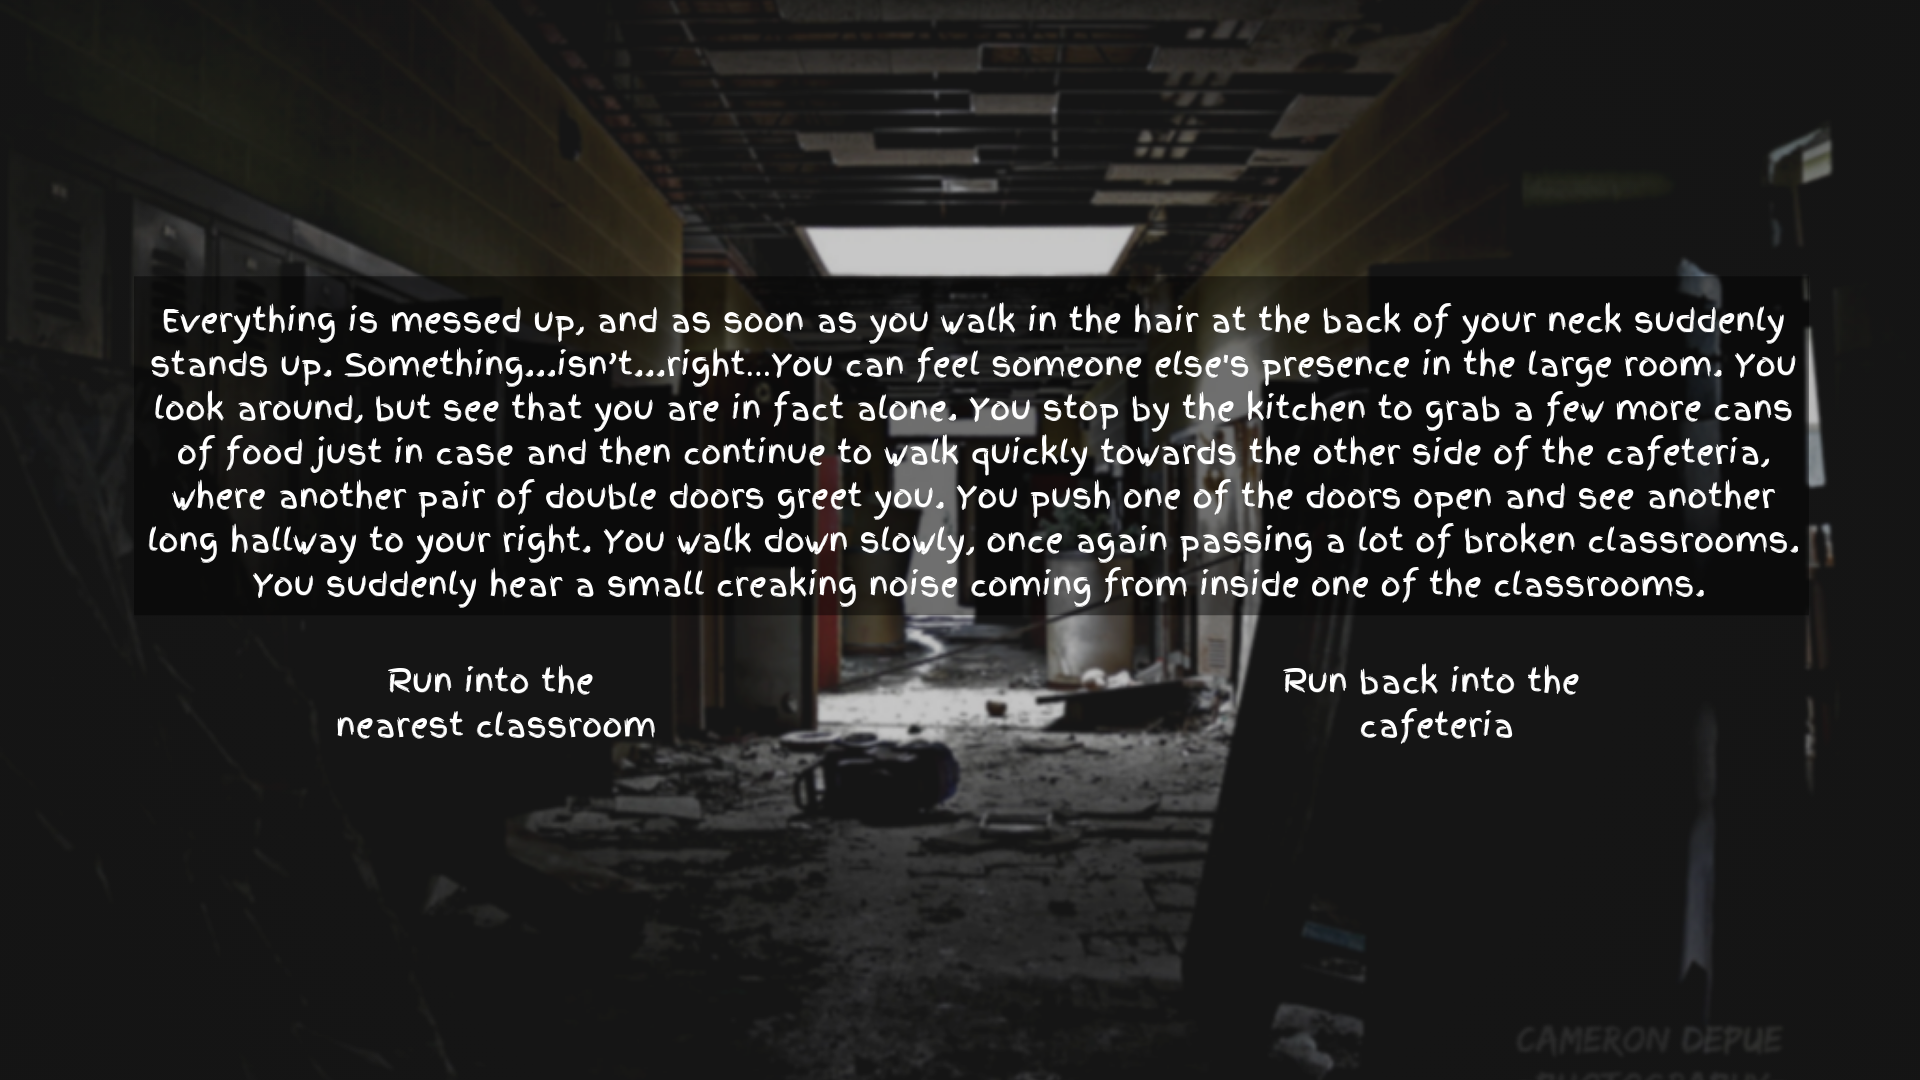 Everything is messed up, and as soon as you walk in the hair at the back of your neck suddenly
stands up. Something...isn't...right...You can feel someone else's presence in the large room. You
look around, but see that you are in fact alone. You stop by the kitchen to grab a few more cans
of food just in case and then continue to walk quickly towards the other side of the cafeteria,
where another pair of double doors greet you. You push one of the doors open and see another
long hallway to your right. You walk down slowly, once again passing a lot of broken classrooms.
You suddenly hear a small creaking noise coming from inside one of the classrooms.
Run into the
nearest classroom
Run back into the
cafeteria
CAMERON DEPUE
PHOTOGRAPHY